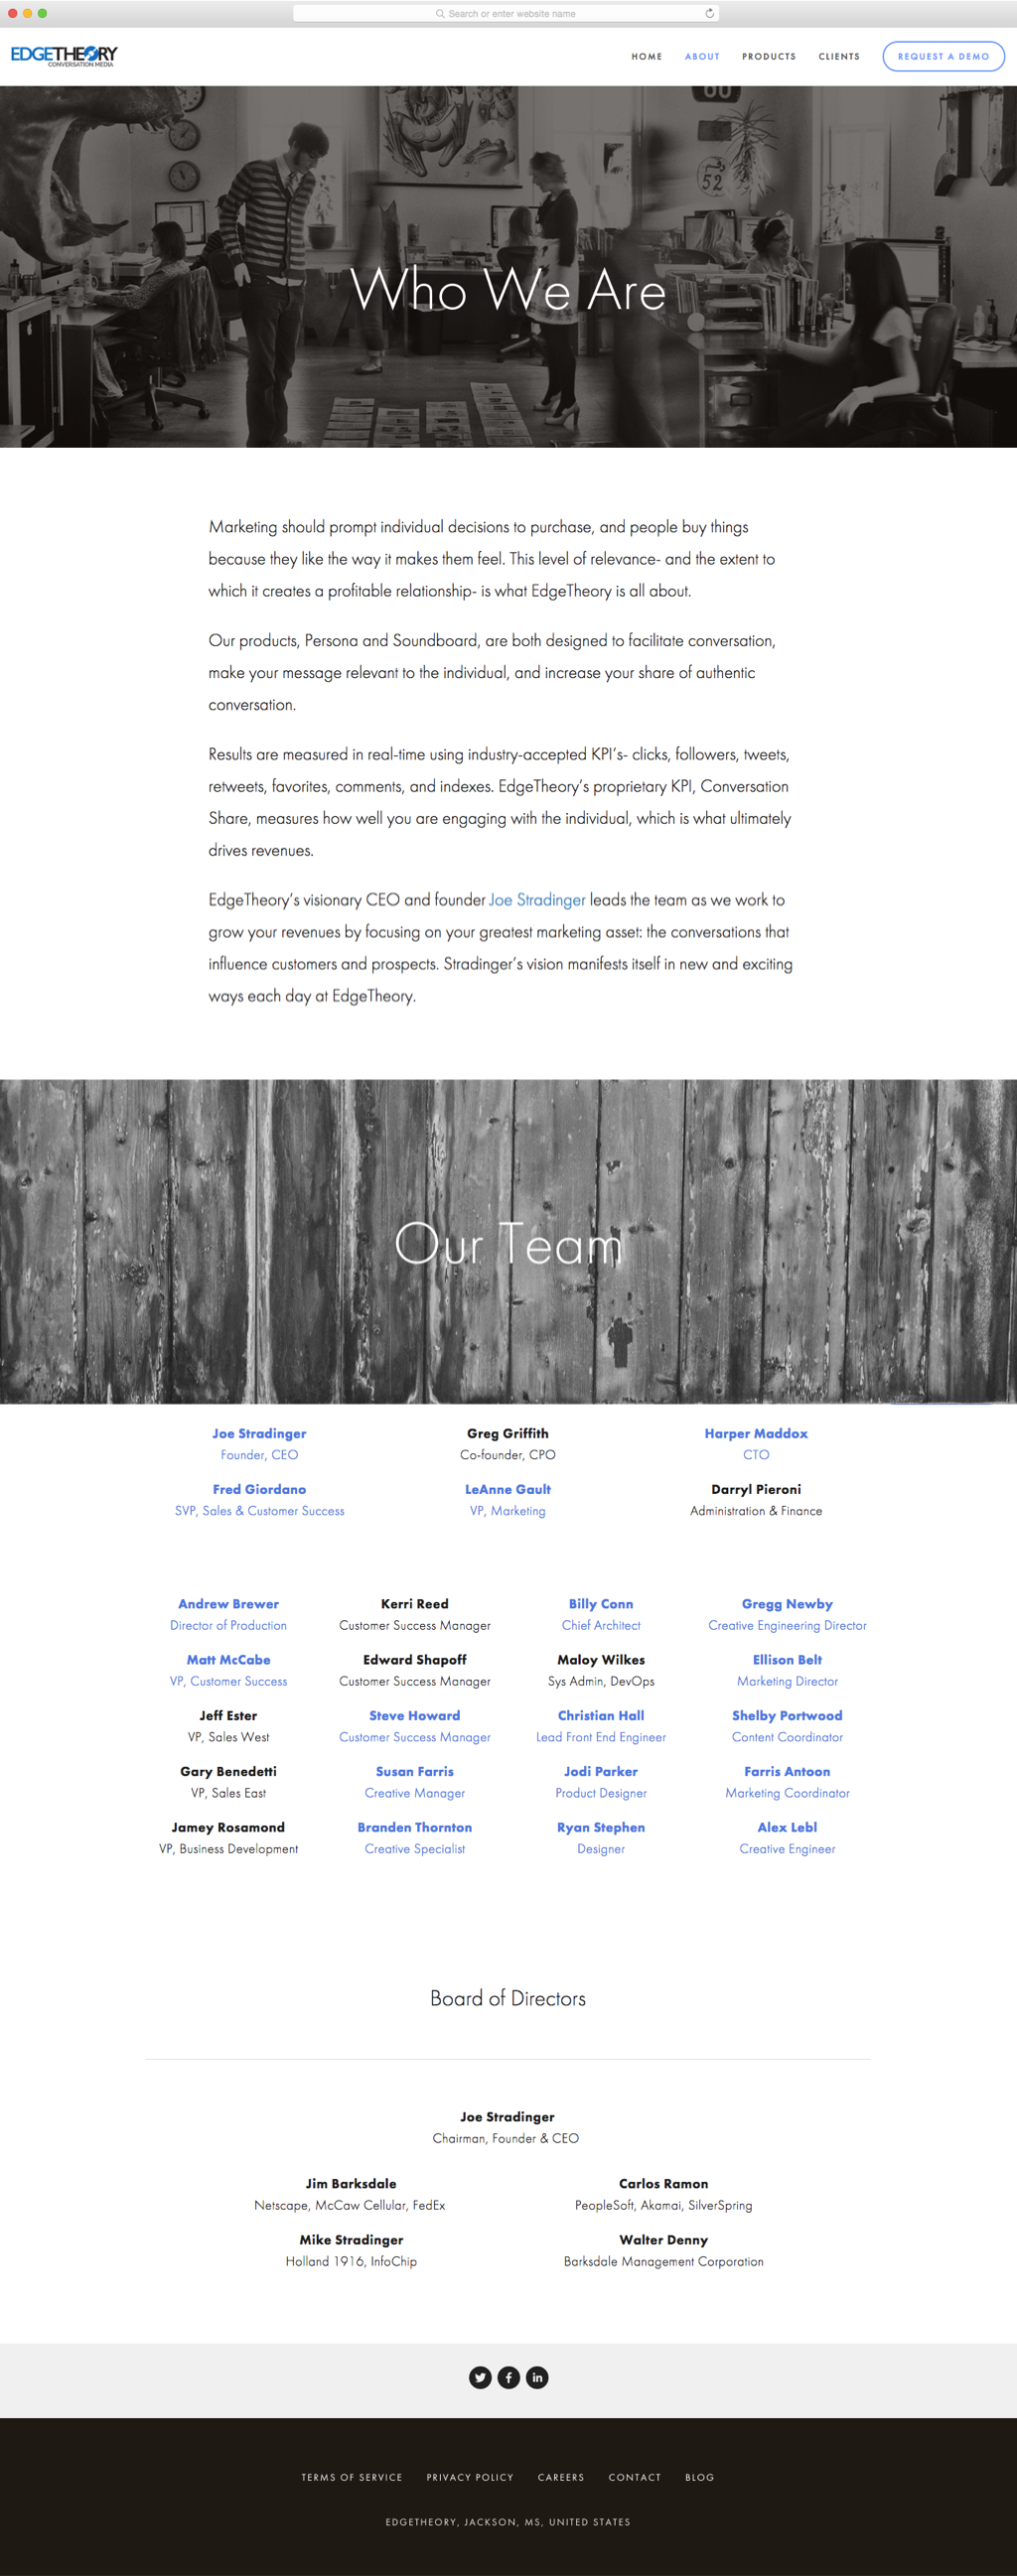 Search or enter website name
EDGETHEORY
CONVERSATION MEDIA
HOME ABOUT PRODUCTS CLIENTS REQUEST A DEMO
00
52
Who We Are
Marketing should prompt individual decisions to purchase, and people buy things
because they like the way it makes them feel. This level of relevance- and the extent to
which it creates a profitable relationship- is what EdgeTheory is all about.
Our products, Persona and Soundboard, are both designed to facilitate conversation,
make your message relevant to the individual, and increase your share of authentic
conversation.
Results are measured in real-time using industry-accepted KPI's- clicks, followers, tweets,
retweets, favorites, comments, and indexes. EdgeTheory's proprietary KPI, Conversation
Share, measures how well you are engaging with the individual, which is what ultimately
drives revenues.
EdgeTheory's visionary CEO and founder Joe Stradinger leads the team as we work to
grow your revenues by focusing on your greatest marketing asset: the conversations that
influence customers and prospects. Stradinger's vision manifests itself in new and exciting
ways each day at EdgeTheory.
Our Team
Joe Stradinger Greg Griffith Harper Maddox
Founder, CEO Co-founder, CPO CTO
Fred Giordano LeAnne Gault Darryl Pieroni
SVP, Sales & Customer Success VP, Marketing Administration & Finance
Andrew Brewer Kerri Reed Billy Conn Gregg Newby
Director of Production Customer Success Manager Chief Architect Creative Engineering Director
Matt McCabe Edward Shapoff Maloy Wilkes Ellison Belt
VP, Customer Success Customer Success Manager Sys Admin, DevOps Marketing Director
Jeff Ester Steve Howard Christian Hall Shelby Portwood
VP, Sales West Customer Success Manager Lead Front End Engineer Content Coordinator
Gary Benedetti Susan Farris Jodi Parker Farris Antoon
VP, Sales East Creative Manager Product Designer Marketing Coordinator
Jamey Rosamond Branden Thornton Ryan Stephen Alex Lebl
VP, Business Development Creative Specialist Designer Creative Engineer
Board of Directors
Joe Stradinger
Chairman, Founder & CEO
Jim Barksdale Carlos Ramon
Netscape, McCaw Cellular, FedEx PeopleSoft, Akamai, SilverSpring
Mike Stradinger Walter Denny
Holland 1916, InfoChip Barksdale Management Corporation
TERMS OF SERVICE PRIVACY POLICY CAREERS CONTACT BLOG
EDGETHEORY, JACKSON, MS, UNITED STATES